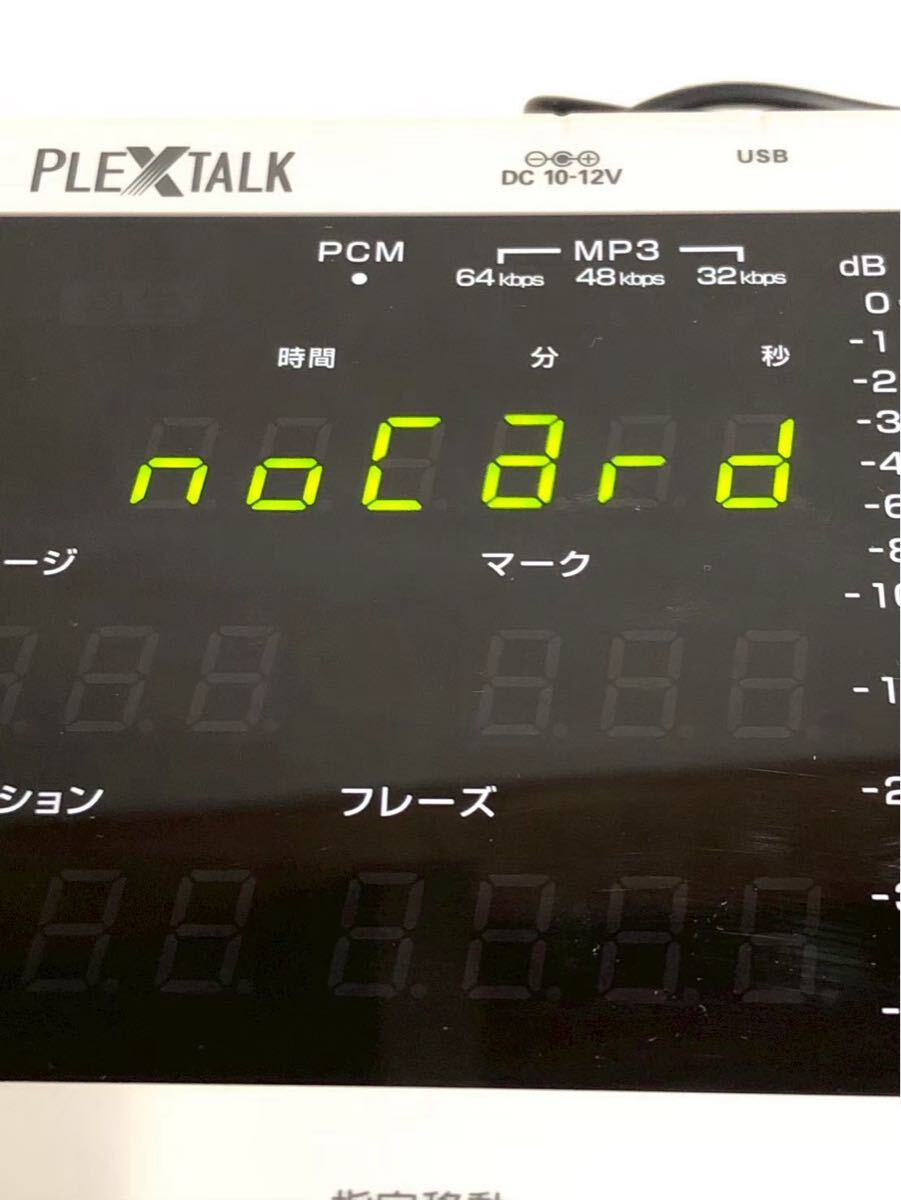 PLEXTALK
DC 10-12V
USB
PCM
MP3
64kbps 48kbps 32kbps
dB
0
-1
-2
-3
-4
-6
-8
-10
時間 分 秒
noCard
ージ マーク
ション フレーズ